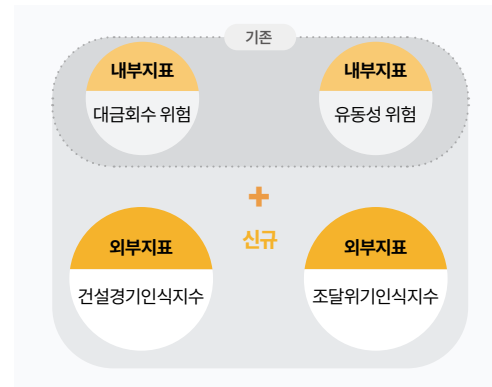 기존
내부지표
내부지표
대금회수 위험
유동성 위험
신규
외부지표
외부지표
건설경기인식지수
조달위기인식지수